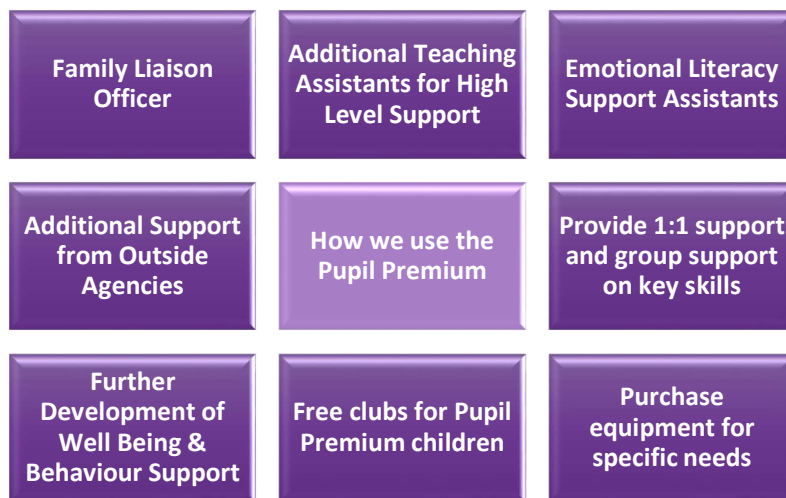 Family Liaison
Officer
Additional Teaching
Assistants for High
Level Support
Emotional Literacy
Support Assistants
Additional Support
from Outside
Agencies
How we use the
Pupil Premium
Provide 1:1 support
and group support
on key skills
Further
Development of
Well Being &
Behaviour Support
Free clubs for Pupil
Premium children
Purchase
equipment for
specific needs